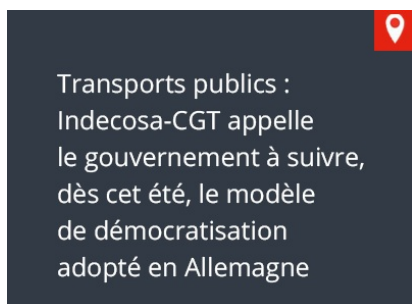 Transports publics :
Indecosa-CGT appelle
le gouvernement à suivre,
dès cet été, le modèle
de démocratisation
adopté en Allemagne